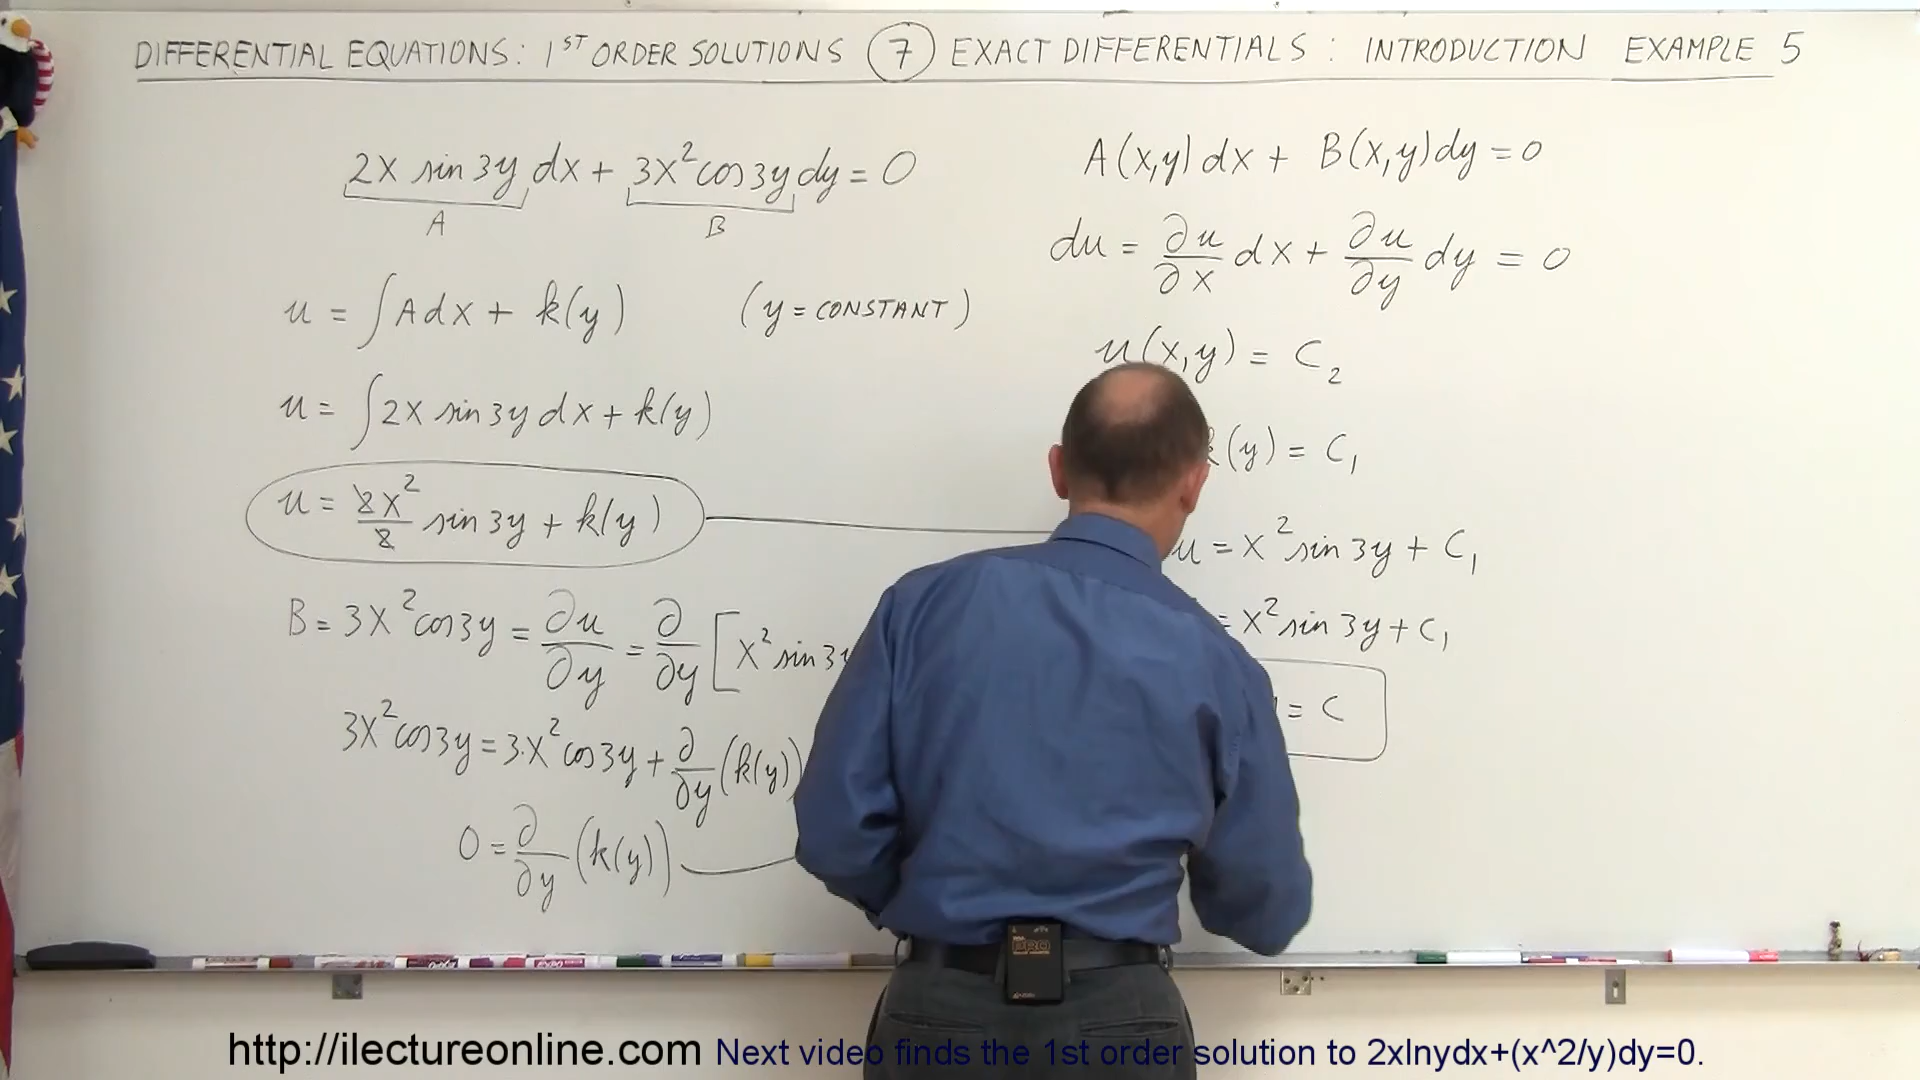 DIFFERENTIAL EQUATIONS: 1ST ORDER SOLUTIONS 7 EXACT DIFFERENTIALS: INTRODUCTION EXAMPLE 5
2x sin 3y dx + 3x² cos 3y dy = 0
A B
u = ∫ A dx + k(y) (y = CONSTANT)
u = ∫ 2x sin 3y dx + k(y)
u = 2x²/2 sin 3y + k(y)
B = 3x² cos 3y = ∂u/∂y = ∂/∂y [x² sin 3y
3x² cos 3y = 3·x² cos 3y + ∂/∂y (k(y))
0 = ∂/∂y (k(y))
A(x,y) dx + B(x,y) dy = 0
du = ∂u/∂x dx + ∂u/∂y dy = 0
u(x,y) = C₂
k(y) = C₁
u = x² sin 3y + C₁
= x² sin 3y + C₁
= C
http://ilectureonline.com Next video finds the 1st order solution to 2xlnydx+(x^2/y)dy=0.